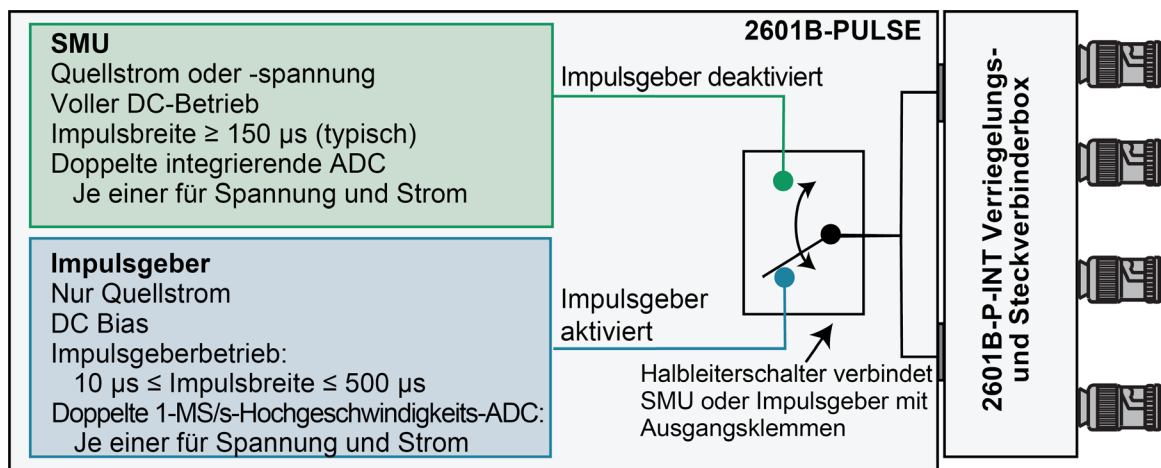 2601B-PULSE
SMU
Quellstrom oder -spannung
Voller DC-Betrieb
Impulsbreite ≥ 150 µs (typisch)
Doppelte integrierende ADC
Je einer für Spannung und Strom
Impulsgeber deaktiviert
Impulsgeber
Nur Quellstrom
DC Bias
Impulsgeberbetrieb:
10 µs ≤ Impulsbreite ≤ 500 µs
Doppelte 1-MS/s-Hochgeschwindigkeits-ADC:
Je einer für Spannung und Strom
Impulsgeber
aktiviert
Halbleiterschalter verbindet
SMU oder Impulsgeber mit
Ausgangsklemmen
2601B-P-INT Verriegelungs-
und Steckverbinderbox